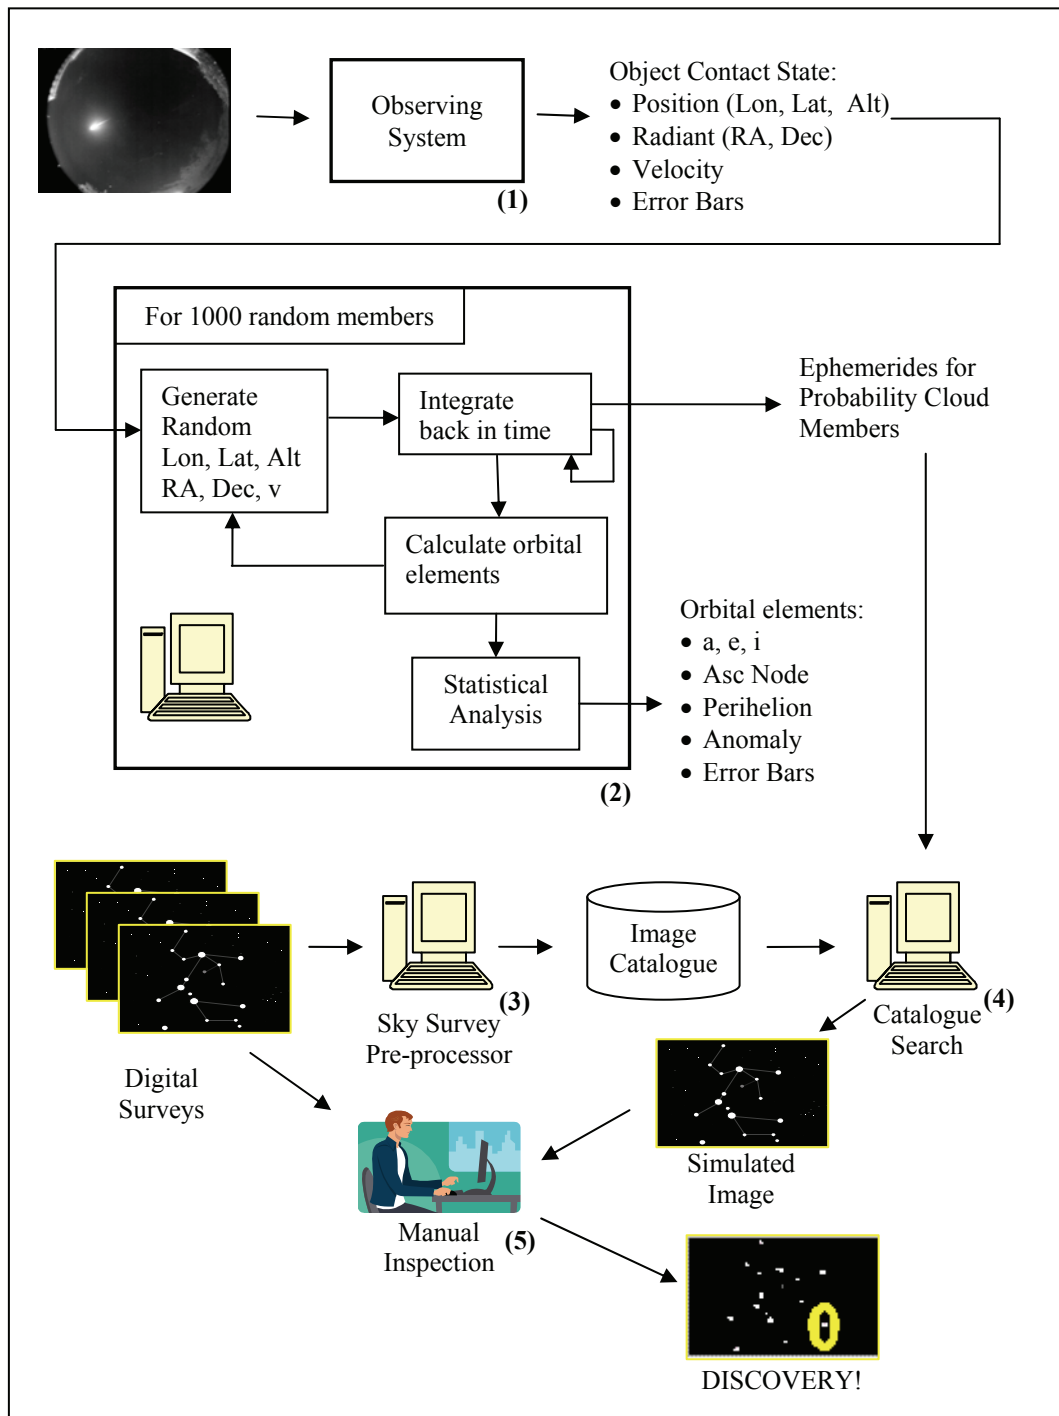 Observing
System
(1)
Object Contact State:
• Position (Lon, Lat, Alt)
• Radiant (RA, Dec)
• Velocity
• Error Bars
For 1000 random members
Generate
Random
Lon, Lat, Alt
RA, Dec, v
Integrate
back in time
Ephemerides for
Probability Cloud
Members
Calculate orbital
elements
Statistical
Analysis
(2)
Orbital elements:
• a, e, i
• Asc Node
• Perihelion
• Anomaly
• Error Bars
Digital
Surveys
(3)
Sky Survey
Pre-processor
Image
Catalogue
(4)
Catalogue
Search
Simulated
Image
Manual
Inspection
(5)
DISCOVERY!